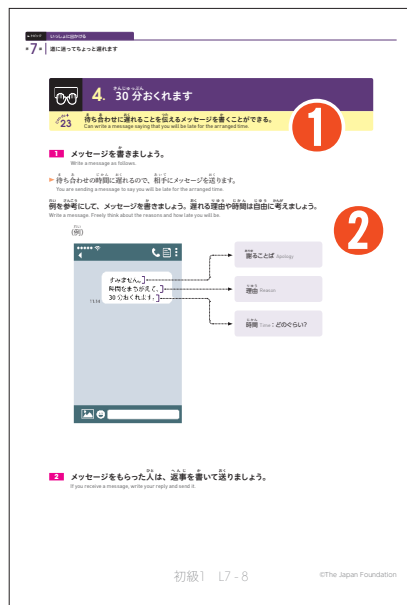 いっしょに出かける
7 道に迷ってちょっと遅れます
4. 30分おくれます
23 待ち合わせに遅れることを伝えるメッセージを書くことができる。
Can write a message saying that you will be late for the arranged time.
1
1 メッセージを書きましょう。
Write a message as follows.
► 待ち合わせの時間に遅れるので、相手にメッセージを送ります。
You are sending a message to say you will be late for the arranged time.
例を参考にして、メッセージを書きましょう。遅れる理由や時間は自由に考えましょう。
Write a message. Freely think about the reasons and how late you will be.
2
(例)
すみません。
時間をまちがえて、
30分おくれます。
謝ることば Apology
理由 Reason
時間 Time：どのぐらい?
2 メッセージをもらった人は、返事を書いて送りましょう。
If you receive a message, write your reply and send it.
初級1 L7 - 8
©The Japan Foundation